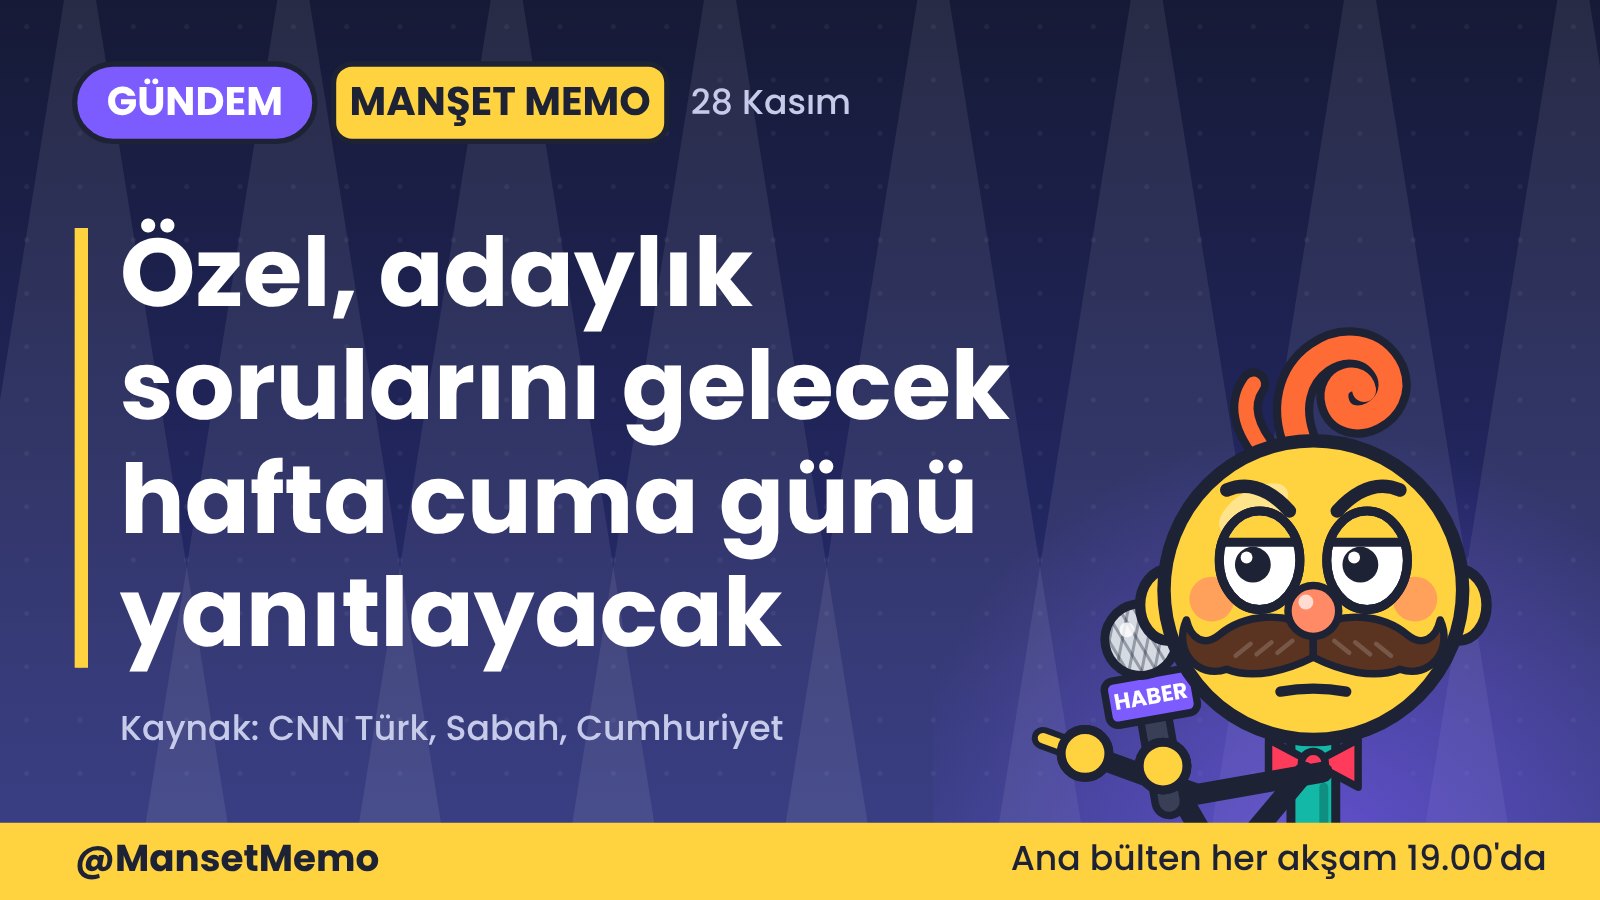 GÜNDEM MANŞET MEMO 28 Kasım
Özel, adaylık
sorularını gelecek
hafta cuma günü
yanıtlayacak
Kaynak: CNN Türk, Sabah, Cumhuriyet
HABER
@MansetMemo
Ana bülten her akşam 19.00'da